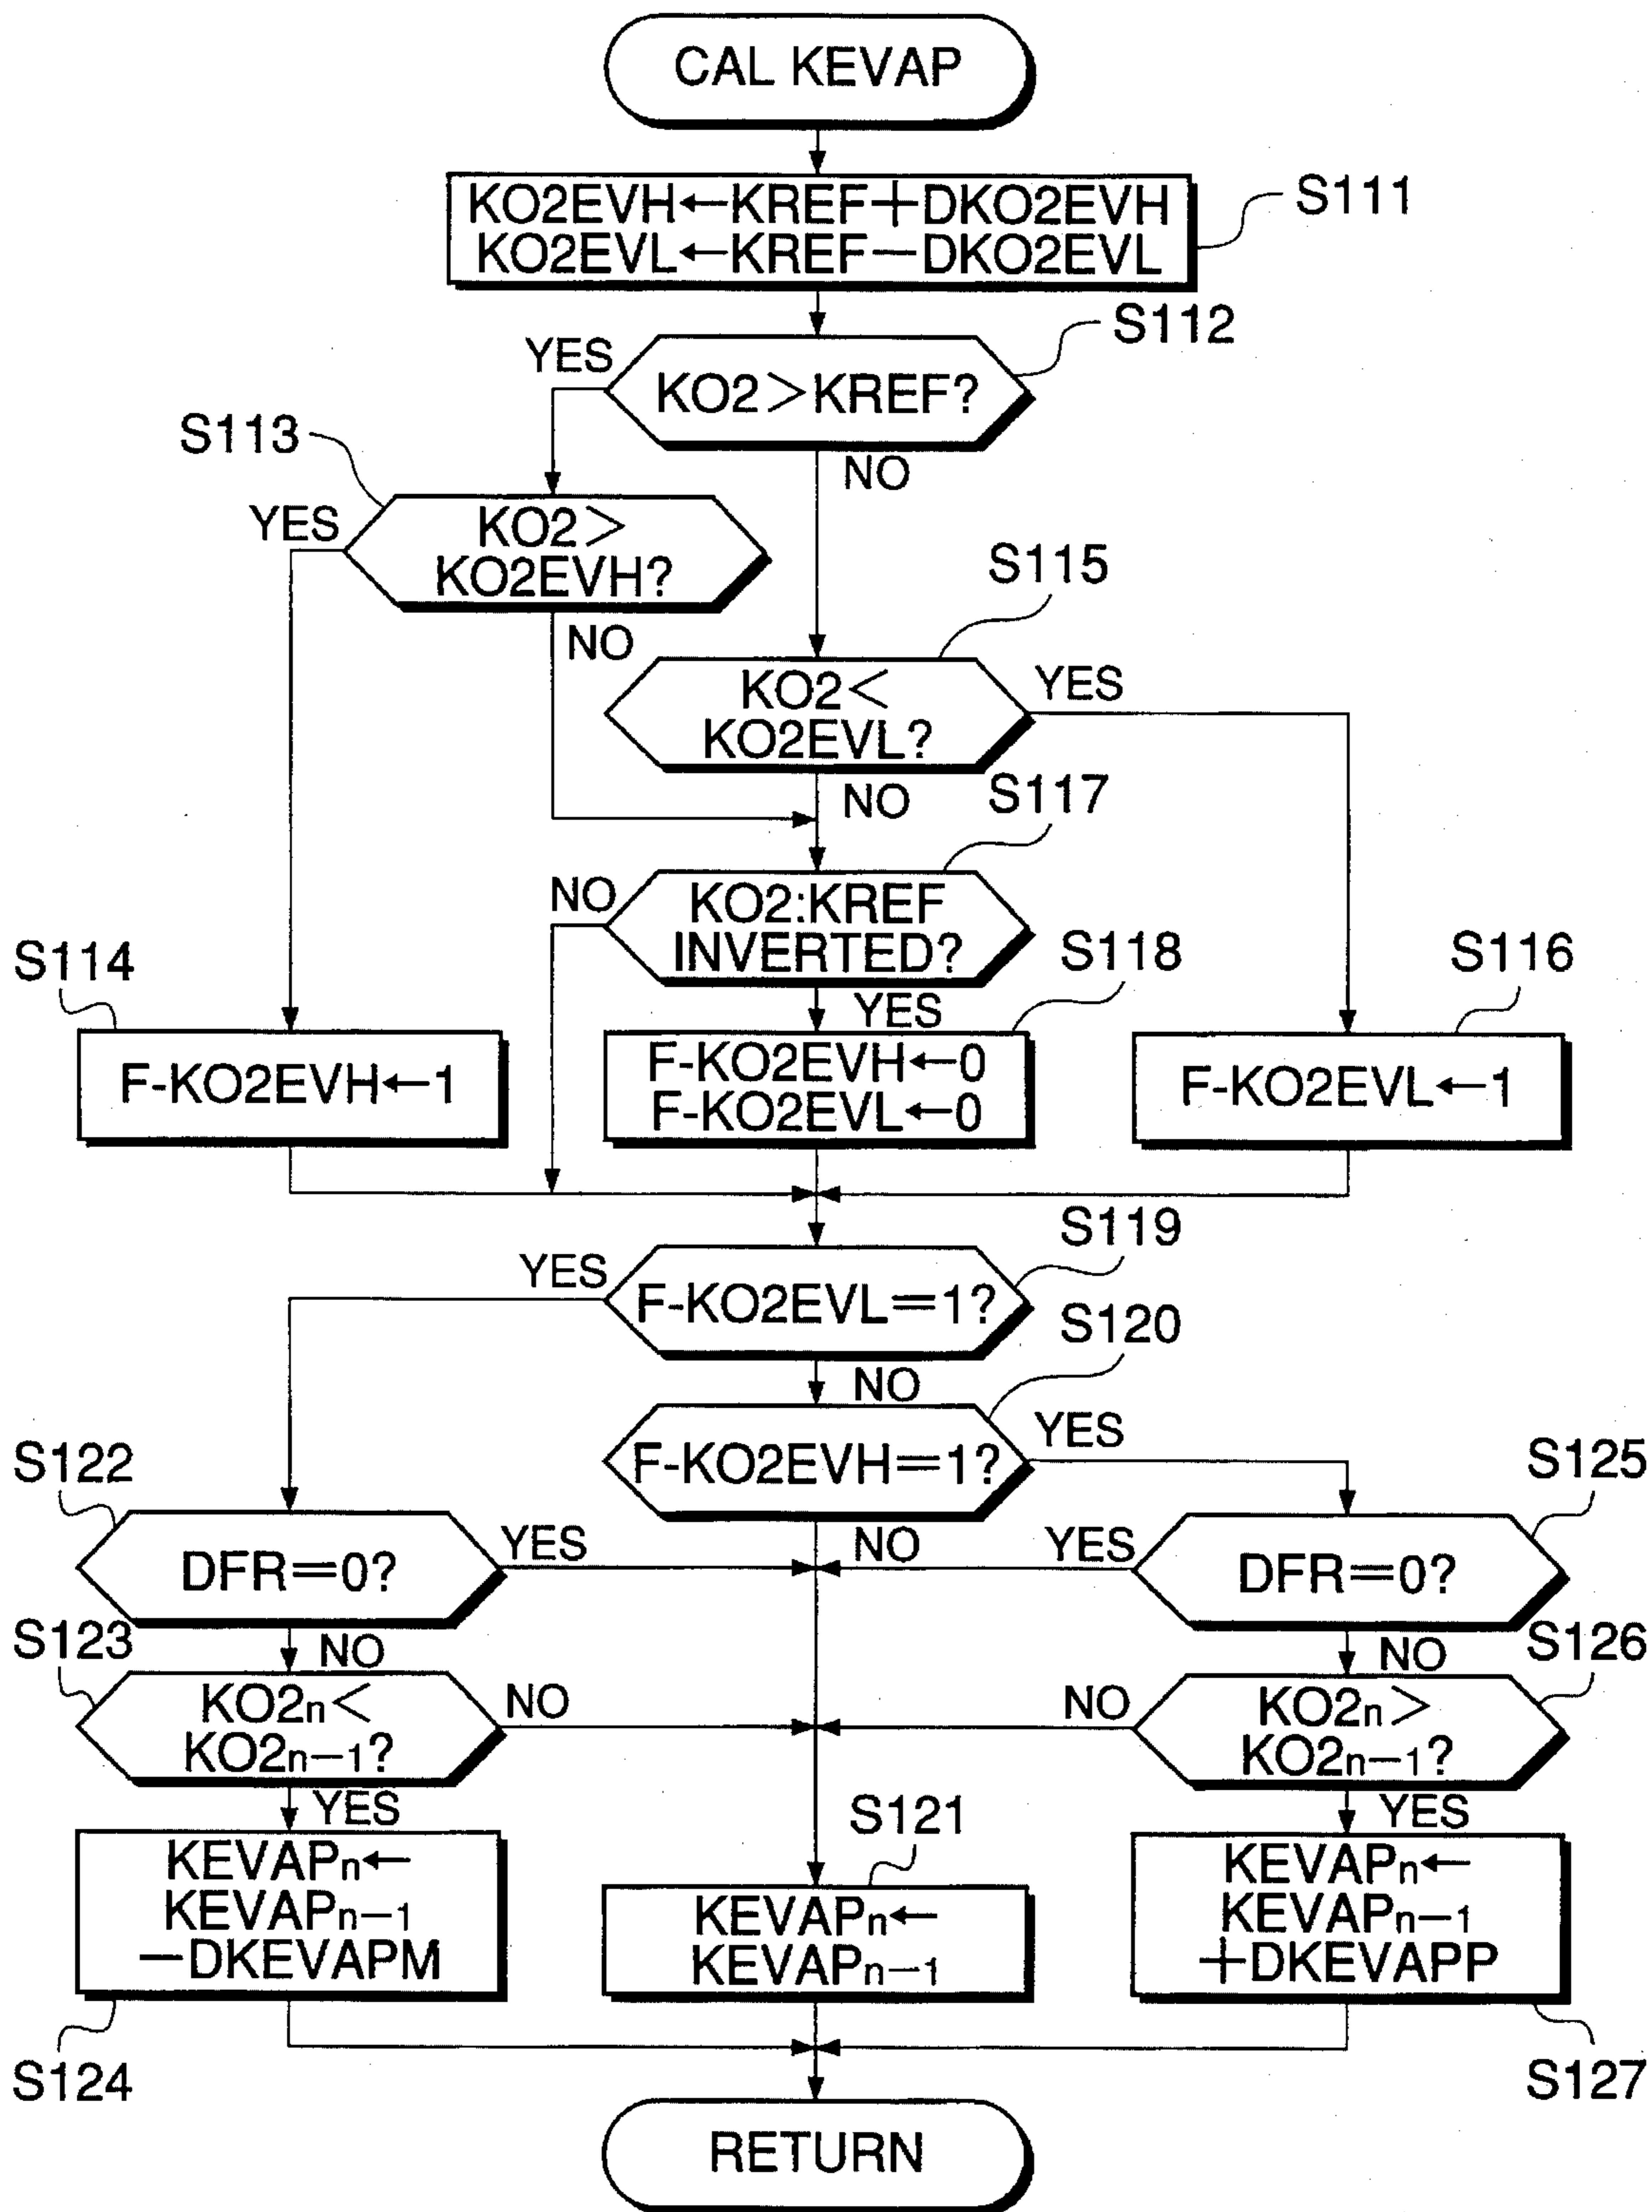 CAL KEVAP
KO2EVH←KREF+DKO2EVH
KO2EVL←KREF−DKO2EVL
S111
S112
YES
KO2>KREF?
NO
S113
YES
KO2>
KO2EVH?
NO
S115
KO2<
KO2EVL?
YES
NO
S117
NO
KO2:KREF
INVERTED?
YES
S114
F-KO2EVH←1
S118
F-KO2EVH←0
F-KO2EVL←0
S116
F-KO2EVL←1
S119
YES
F-KO2EVL=1?
NO
S120
F-KO2EVH=1?
YES
NO
S122
DFR=0?
YES
NO
S125
YES
DFR=0?
NO
S123
KO2n<
KO2n−1?
NO
YES
S126
NO
KO2n>
KO2n−1?
YES
KEVAPn←
KEVAPn−1
−DKEVAPM
S124
S121
KEVAPn←
KEVAPn−1
KEVAPn←
KEVAPn−1
+DKEVAPP
S127
RETURN